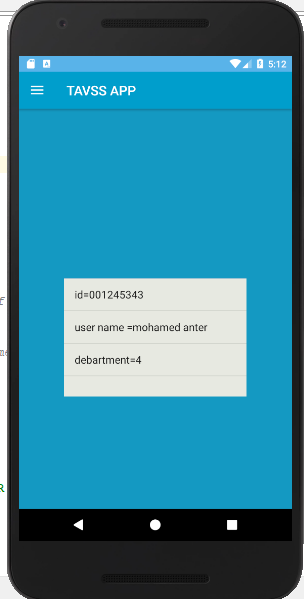 5:12
TAVSS APP
id=001245343
user name =mohamed anter
debartment=4